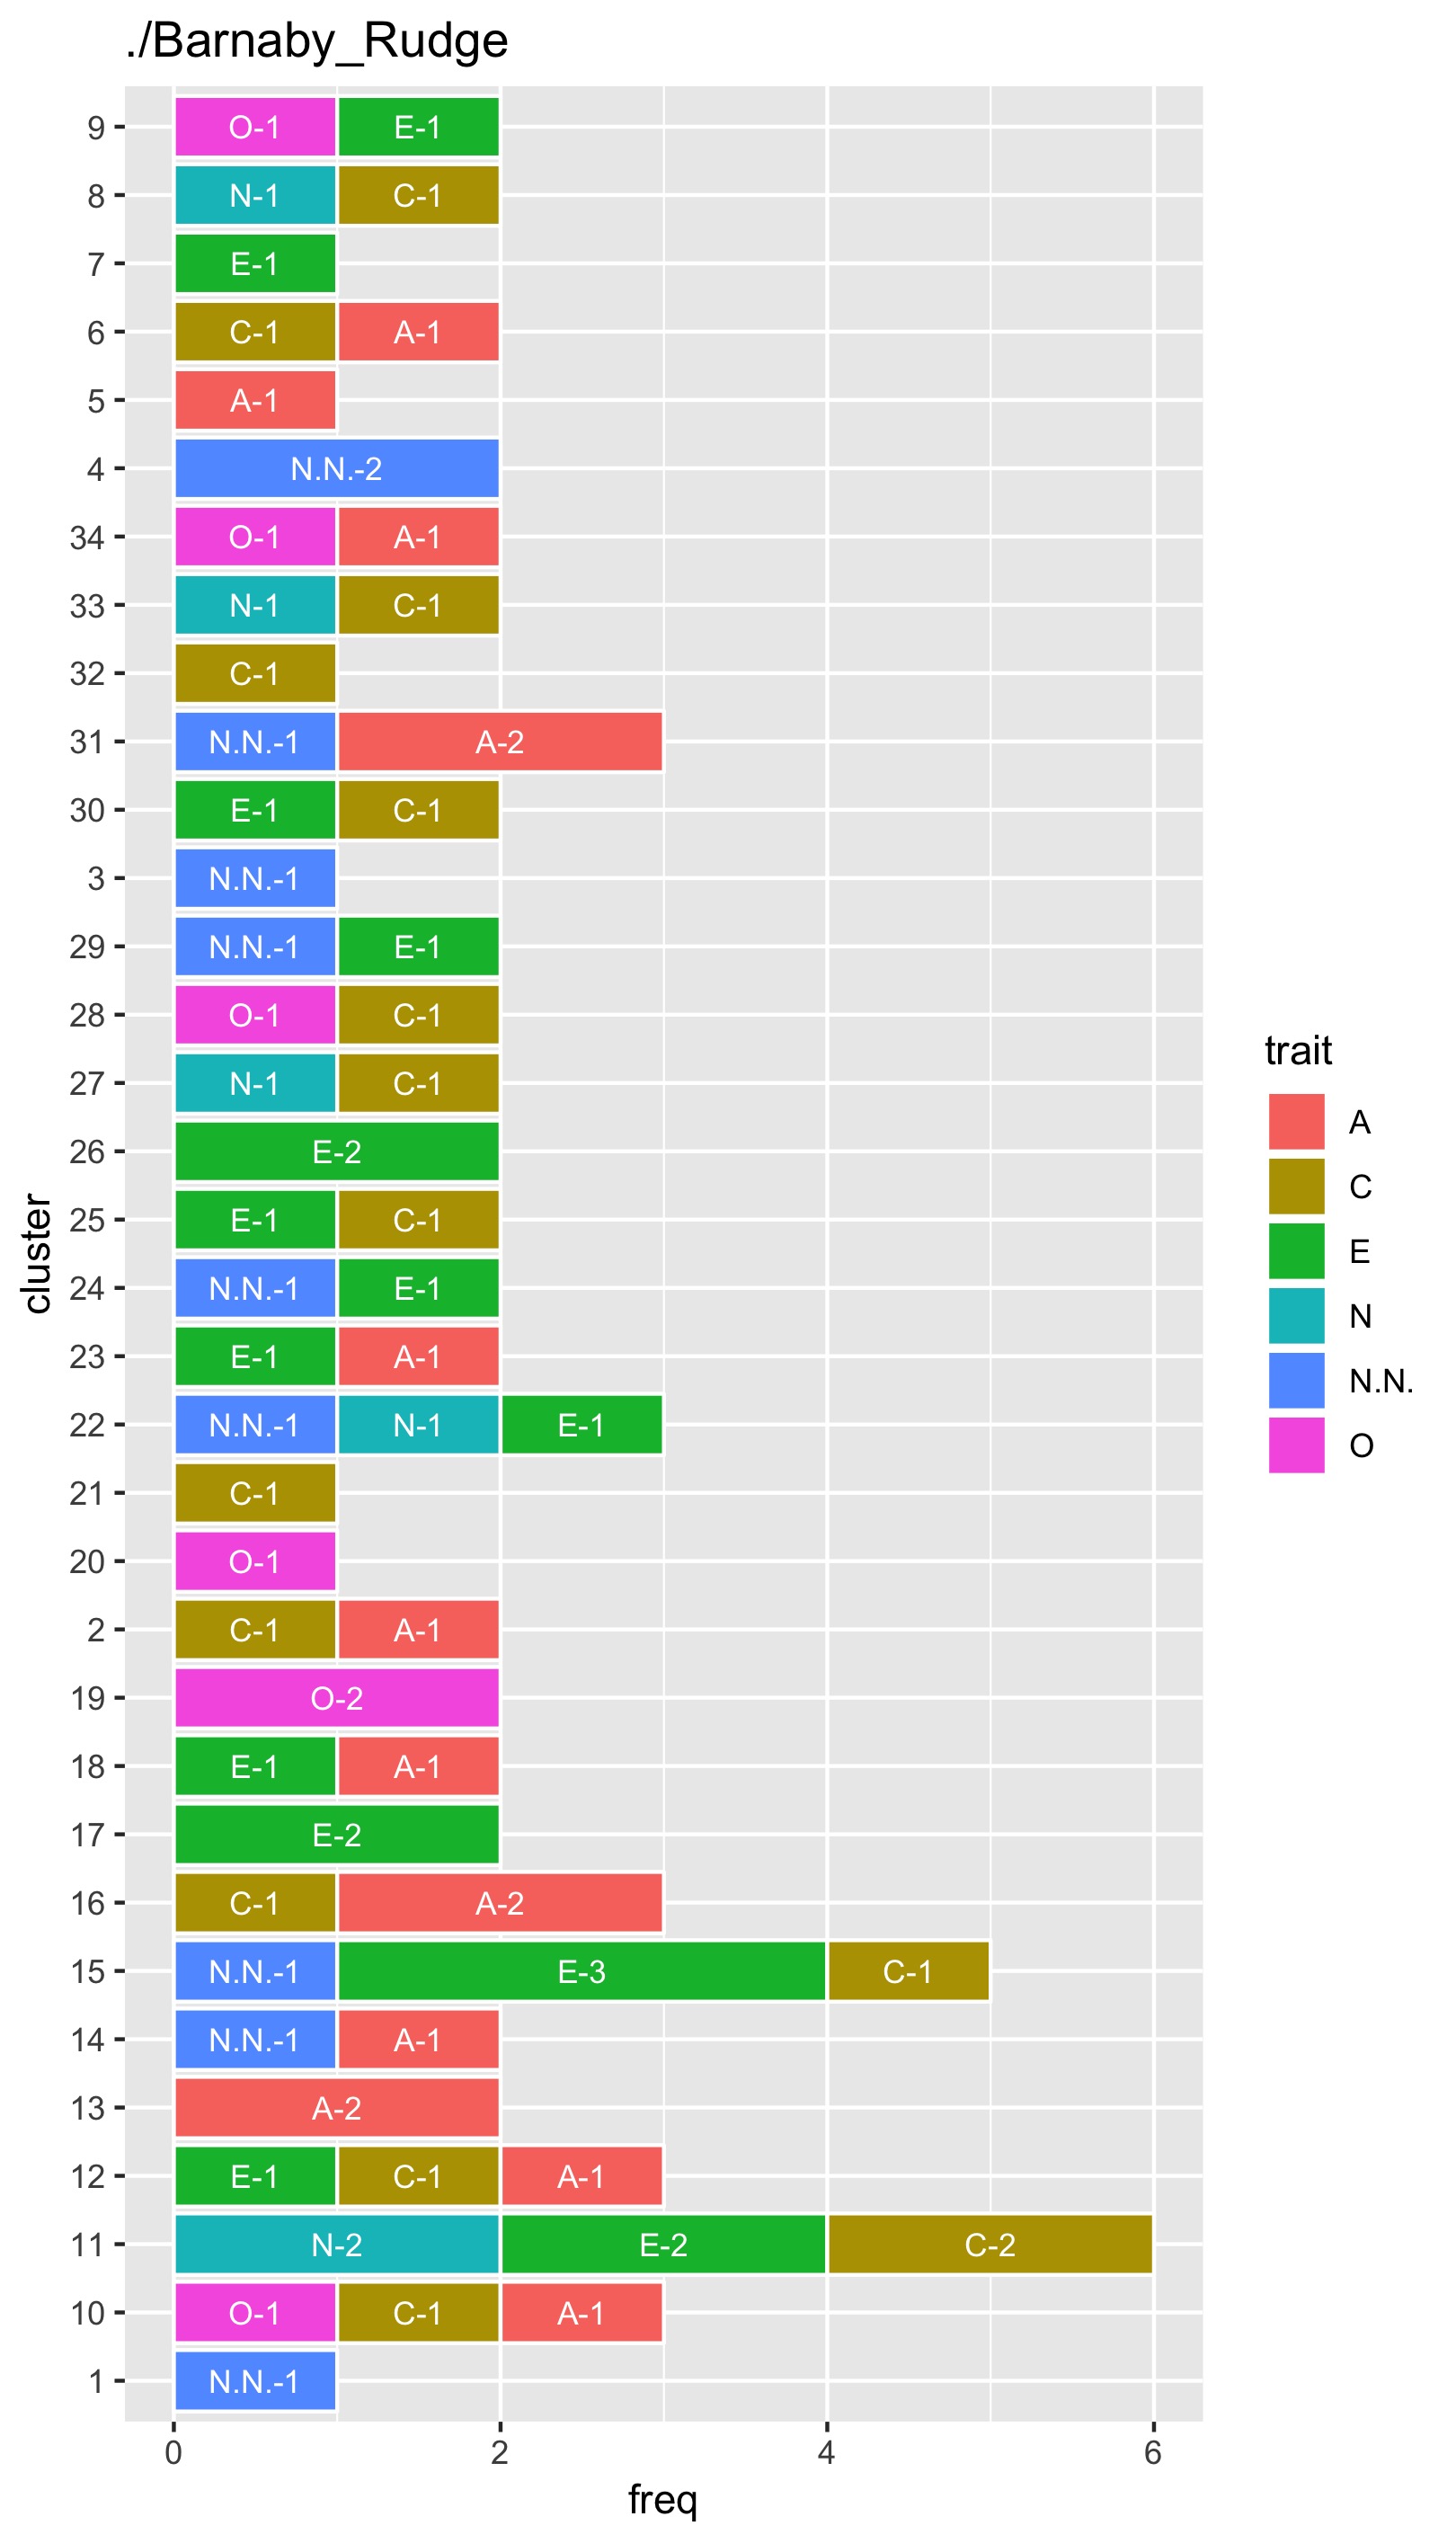 ./Barnaby_Rudge
9 O-1 E-1
8 N-1 C-1
7 E-1
6 C-1 A-1
5 A-1
4 N.N.-2
34 O-1 A-1
33 N-1 C-1
32 C-1
31 N.N.-1 A-2
30 E-1 C-1
3 N.N.-1
29 N.N.-1 E-1
28 O-1 C-1
27 N-1 C-1
26 E-2
25 E-1 C-1
24 N.N.-1 E-1
23 E-1 A-1
22 N.N.-1 N-1 E-1
21 C-1
20 O-1
2 C-1 A-1
19 O-2
18 E-1 A-1
17 E-2
16 C-1 A-2
15 N.N.-1 E-3 C-1
14 N.N.-1 A-1
13 A-2
12 E-1 C-1 A-1
11 N-2 E-2 C-2
10 O-1 C-1 A-1
1 N.N.-1
0 2 4 6
freq
cluster
trait
A
C
E
N
N.N.
O